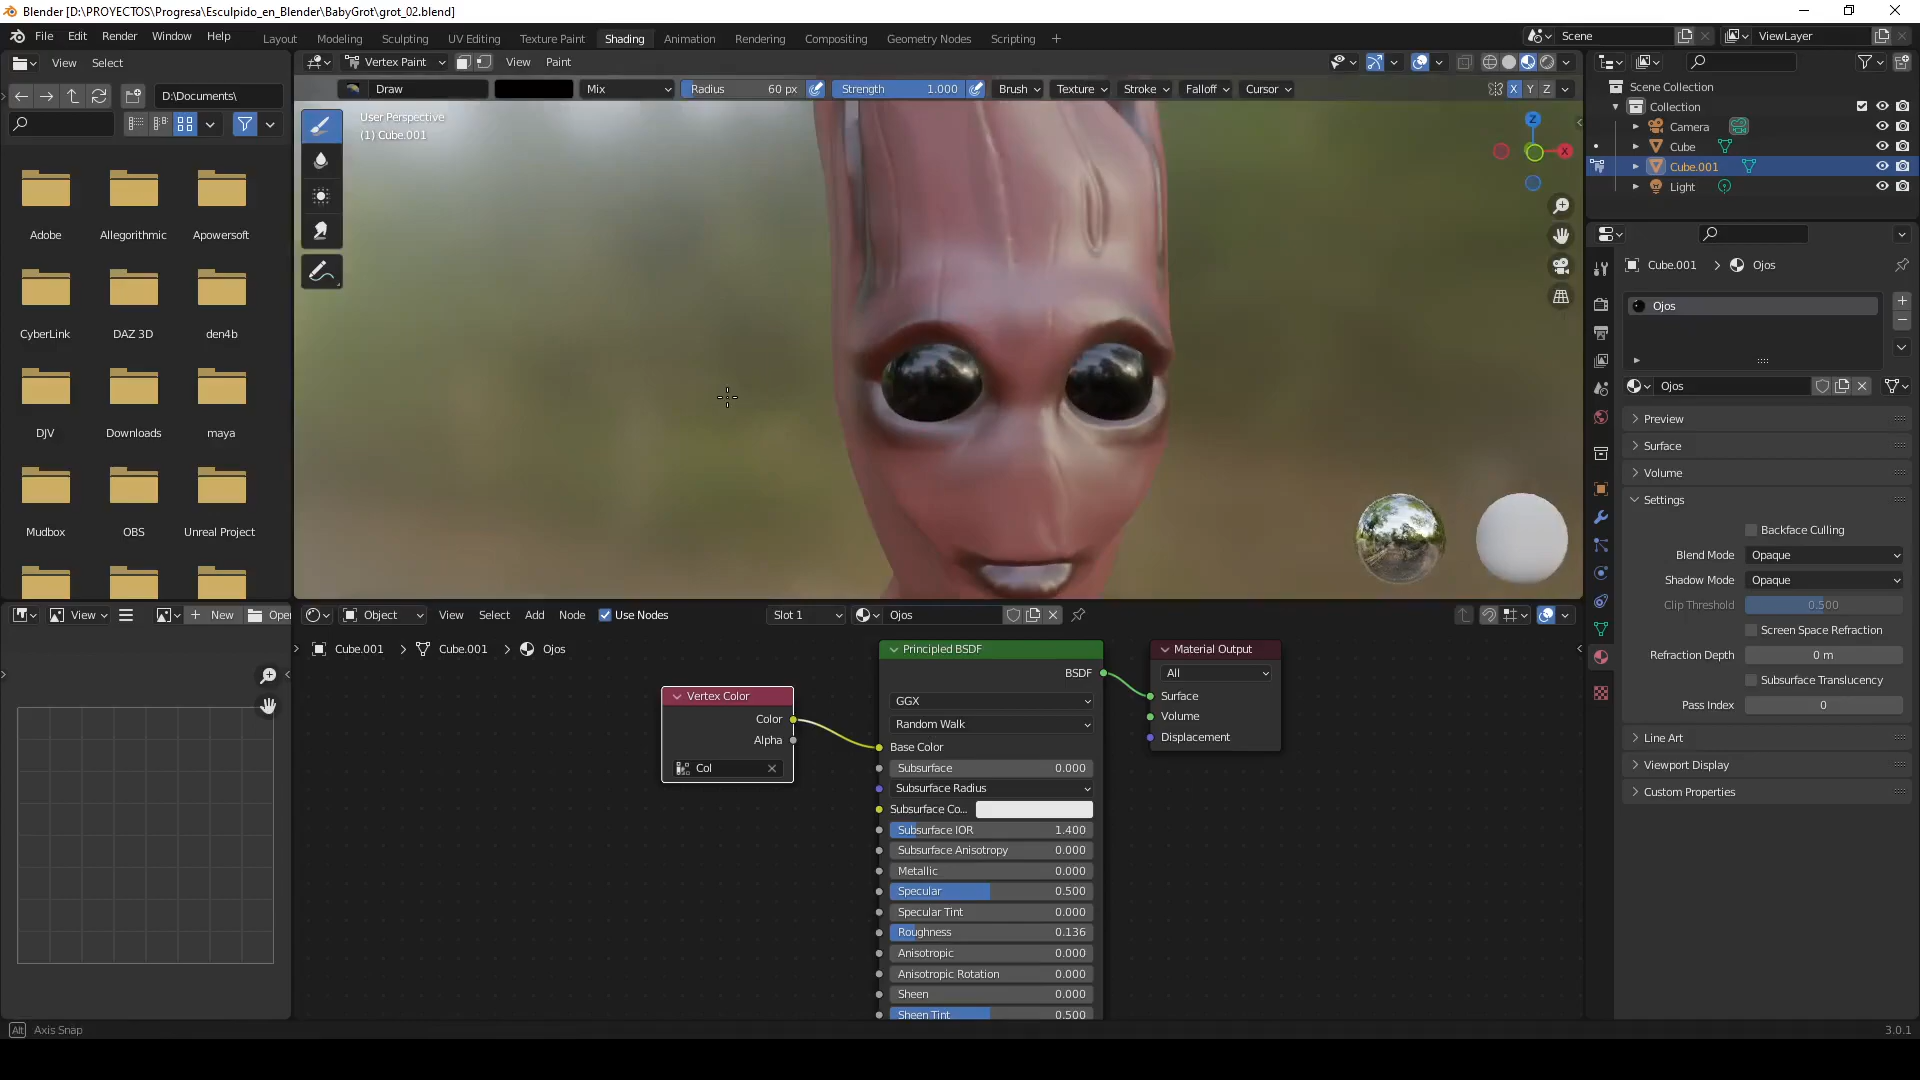 Blender [D:\PROYECTOS\Progresa\Esculpido_en_Blender\BabyGrot\grot_02.blend]
File Edit Render Window Help Layout Modeling Sculpting UV Editing Texture Paint Shading Animation Rendering Compositing Geometry Nodes Scripting + Scene ViewLayer
View Select Vertex Paint View Paint
D:\Documents\ Draw Mix Radius 60 px Strength 1.000 Brush Texture Stroke Falloff Cursor X Y Z
User Perspective
(1) Cube.001
Z
X
Scene Collection
Collection
Camera
Cube
Cube.001
Light
Adobe Allegorithmic Apowersoft
CyberLink DAZ 3D den4b
DJV Downloads maya
Mudbox OBS Unreal Project
Cube.001 > Ojos
Ojos
Ojos
Preview
Surface
Volume
Settings
Backface Culling
Blend Mode Opaque
Shadow Mode Opaque
Clip Threshold 0.500
Screen Space Refraction
Refraction Depth 0 m
Subsurface Translucency
Pass Index 0
Line Art
Viewport Display
Custom Properties
View + New Ope
Object View Select Add Node Use Nodes Slot 1 Ojos
Cube.001 > Cube.001 > Ojos
Vertex Color
Color
Alpha
Col
Principled BSDF
BSDF
GGX
Random Walk
Base Color
Subsurface 0.000
Subsurface Radius
Subsurface Co...
Subsurface IOR 1.400
Subsurface Anisotropy 0.000
Metallic 0.000
Specular 0.500
Specular Tint 0.000
Roughness 0.136
Anisotropic 0.000
Anisotropic Rotation 0.000
Sheen 0.000
Sheen Tint 0.500
Material Output
All
Surface
Volume
Displacement
Alt Axis Snap
3.0.1